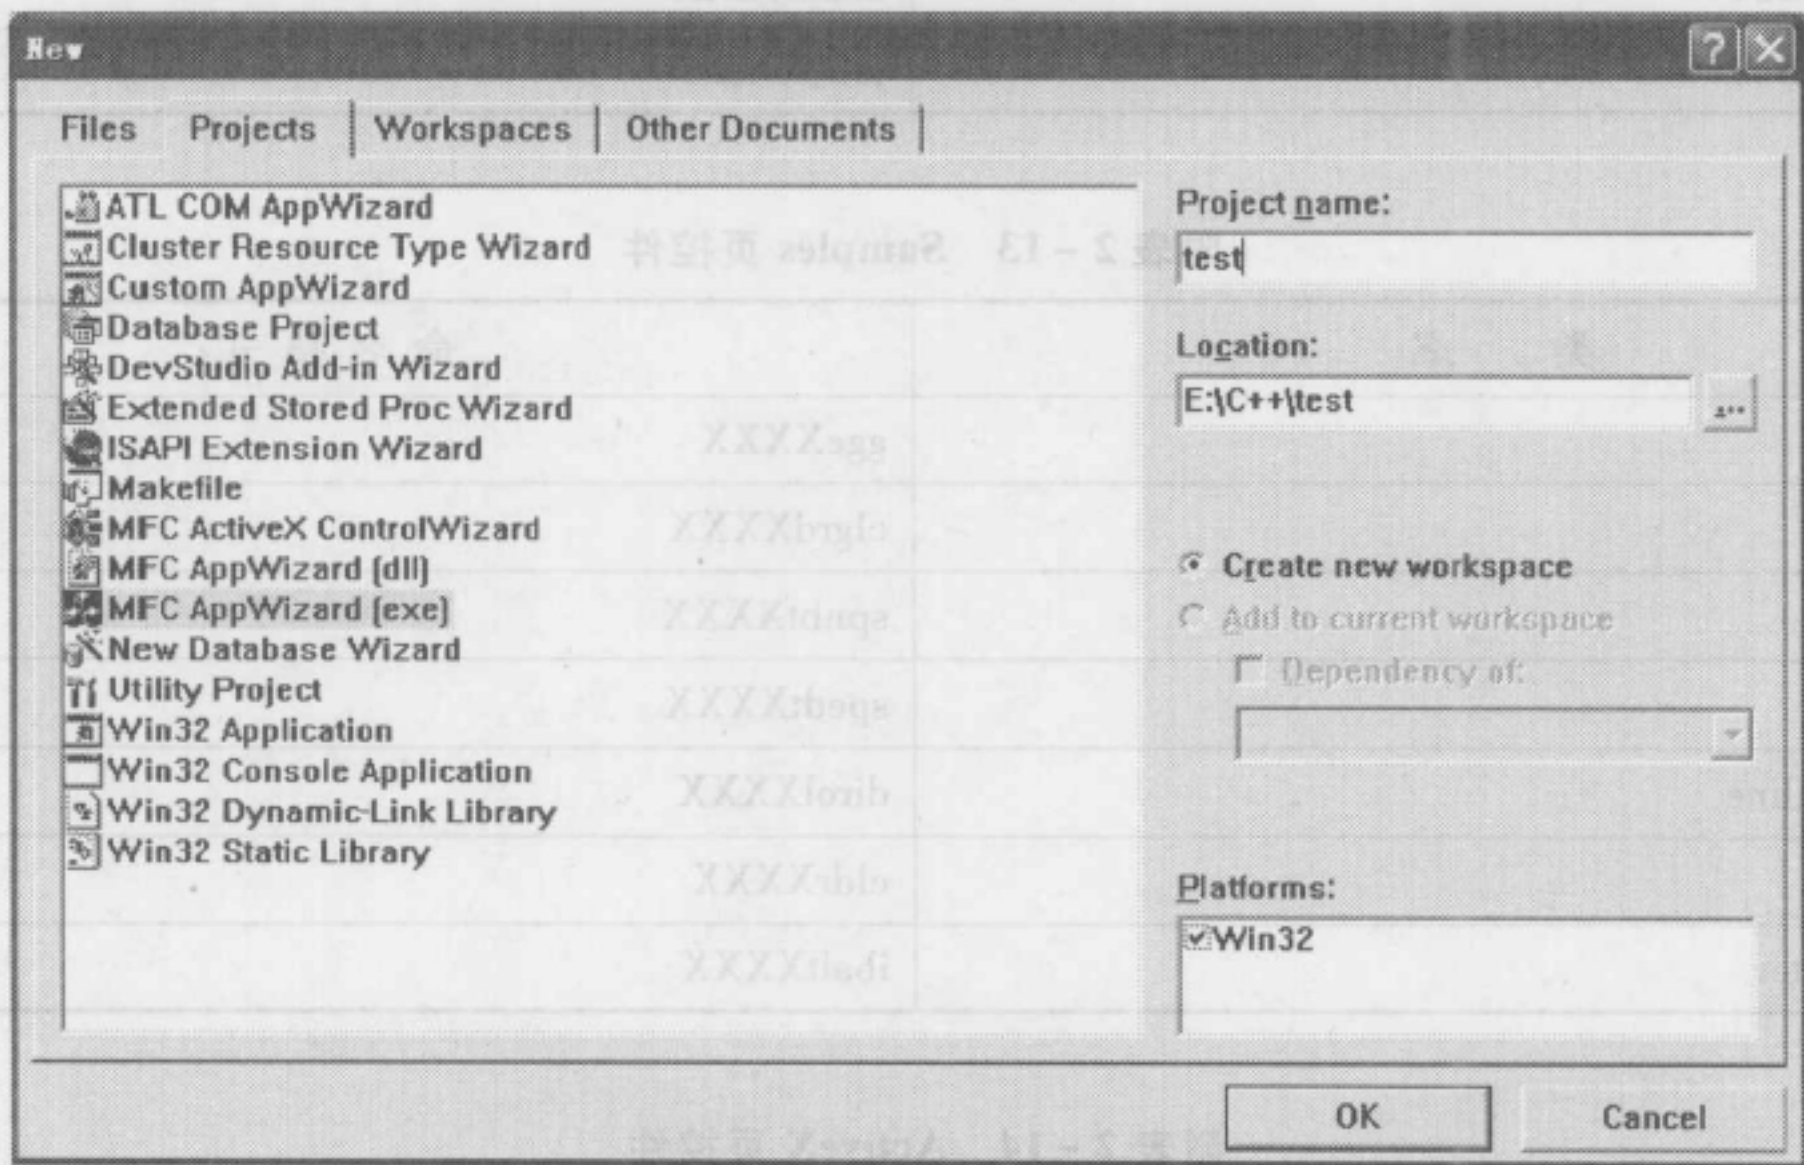 New
Files Projects Workspaces Other Documents
ATL COM AppWizard
Cluster Resource Type Wizard
Custom AppWizard
Database Project
DevStudio Add-in Wizard
Extended Stored Proc Wizard
ISAPI Extension Wizard
Makefile
MFC ActiveX ControlWizard
MFC AppWizard (dll)
MFC AppWizard (exe)
New Database Wizard
Utility Project
Win32 Application
Win32 Console Application
Win32 Dynamic-Link Library
Win32 Static Library
Project name:
test
Location:
E:\C++\test
...
Create new workspace
Add to current workspace
Dependency of:
Platforms:
Win32
OK Cancel